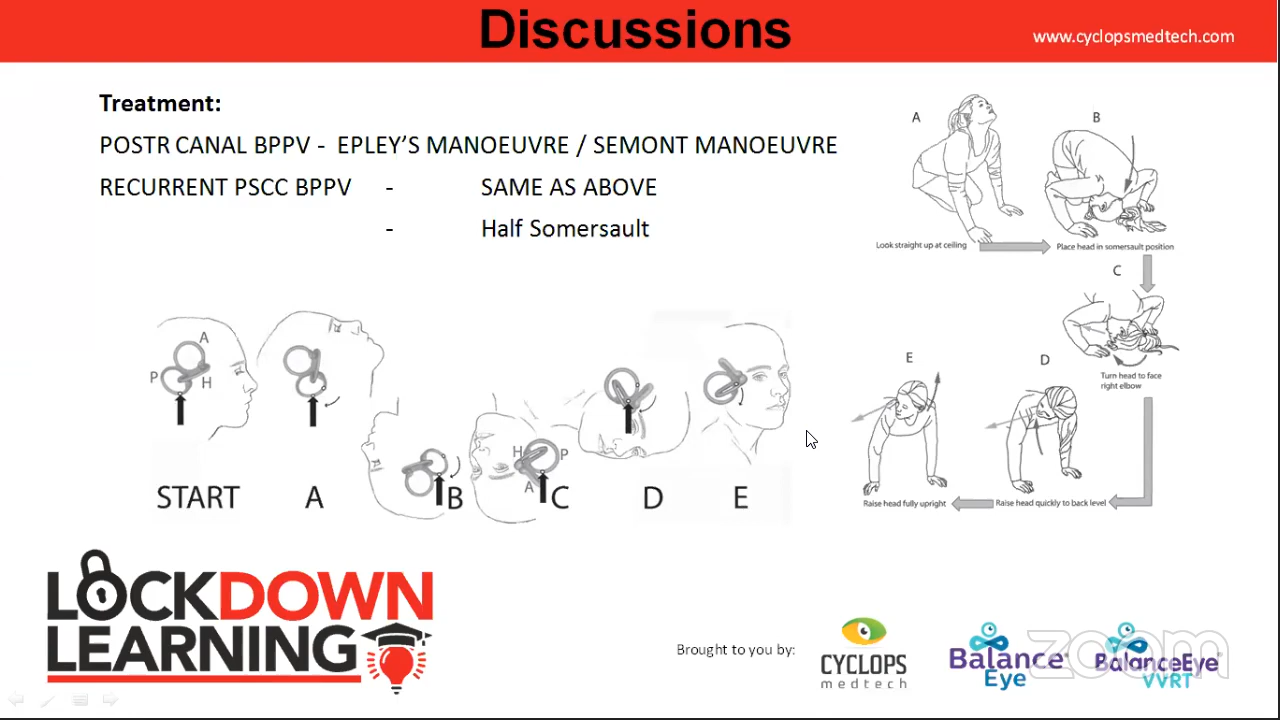 Discussions
www.cyclopsmedtech.com
Treatment:
POSTR CANAL BPPV - EPLEY'S MANOEUVRE / SEMONT MANOEUVRE
RECURRENT PSCC BPPV - SAME AS ABOVE
- Half Somersault
A
B
Look straight up at ceiling
Place head in somersault position
C
Turn head to face
right elbow
E
D
Raise head fully upright
Raise head quickly to back level
A
P
H
H
P
A
START
A
B
C
D
E
LOCKDOWN
LEARNING
Brought to you by:
CYCLOPS
medtech
Balance
Eye
BalanceEye
VVRT
zoom